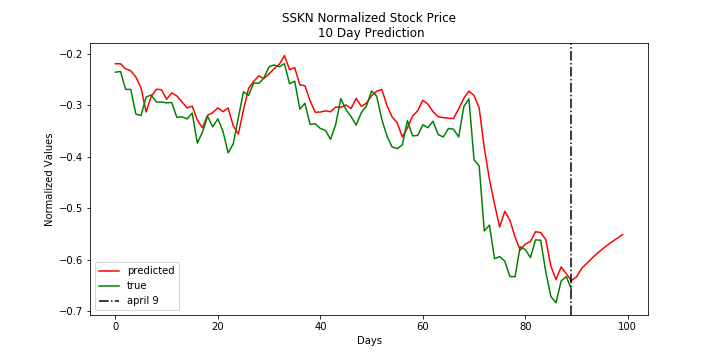 SSKN Normalized Stock Price
10 Day Prediction
Normalized Values
−0.2
−0.3
−0.4
−0.5
−0.6
−0.7
predicted
true
april 9
0 20 40 60 80 100
Days